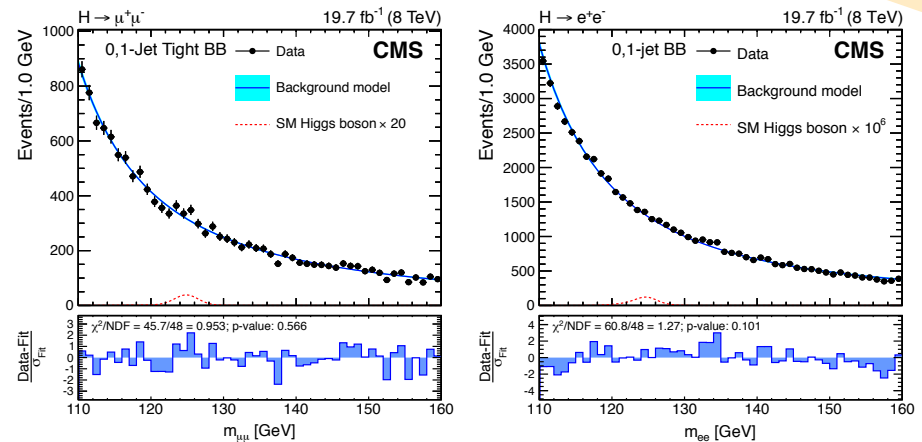 H → μ⁺μ⁻ 19.7 fb⁻¹ (8 TeV)
0,1-Jet Tight BB
CMS
Data
Background model
SM Higgs boson × 20
Events/1.0 GeV
1000
800
600
400
200
0
χ²/NDF = 45.7/48 = 0.953; p-value: 0.566
Data-Fit
σFit
3
2
1
0
-1
-2
-3
110 120 130 140 150 160
mμμ [GeV]
H → e⁺e⁻ 19.7 fb⁻¹ (8 TeV)
0,1-jet BB
CMS
Data
Background model
SM Higgs boson × 10⁶
Events/1.0 GeV
4000
3500
3000
2500
2000
1500
1000
500
0
χ²/NDF = 60.8/48 = 1.27; p-value: 0.101
Data-Fit
σFit
4
2
0
-2
-4
110 120 130 140 150 160
mee [GeV]